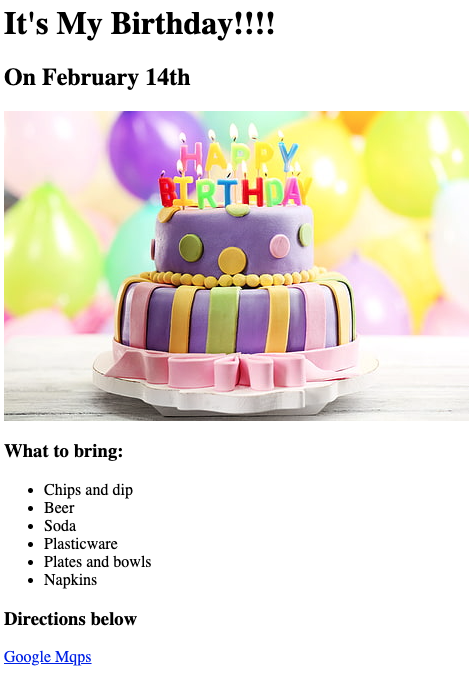 It's My Birthday!!!!
On February 14th
HAPPY
BIRTHDAY
What to bring:
Chips and dip
Beer
Soda
Plasticware
Plates and bowls
Napkins
Directions below
Google Mqps